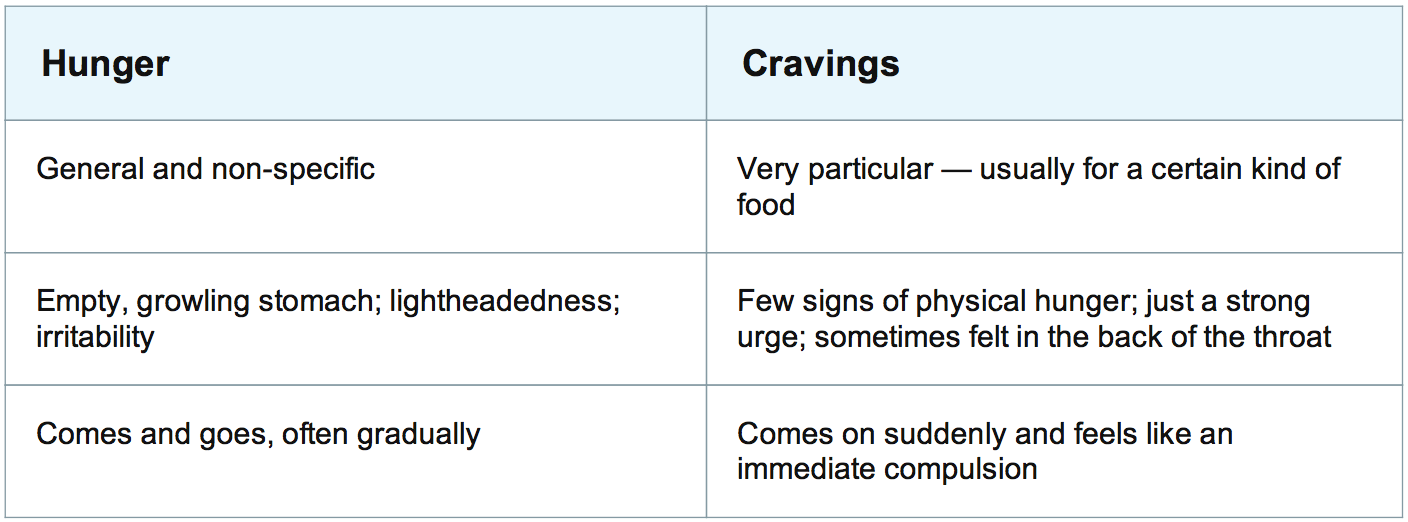 Hunger
Cravings
General and non-specific
Very particular — usually for a certain kind of
food
Empty, growling stomach; lightheadedness;
irritability
Few signs of physical hunger; just a strong
urge; sometimes felt in the back of the throat
Comes and goes, often gradually
Comes on suddenly and feels like an
immediate compulsion